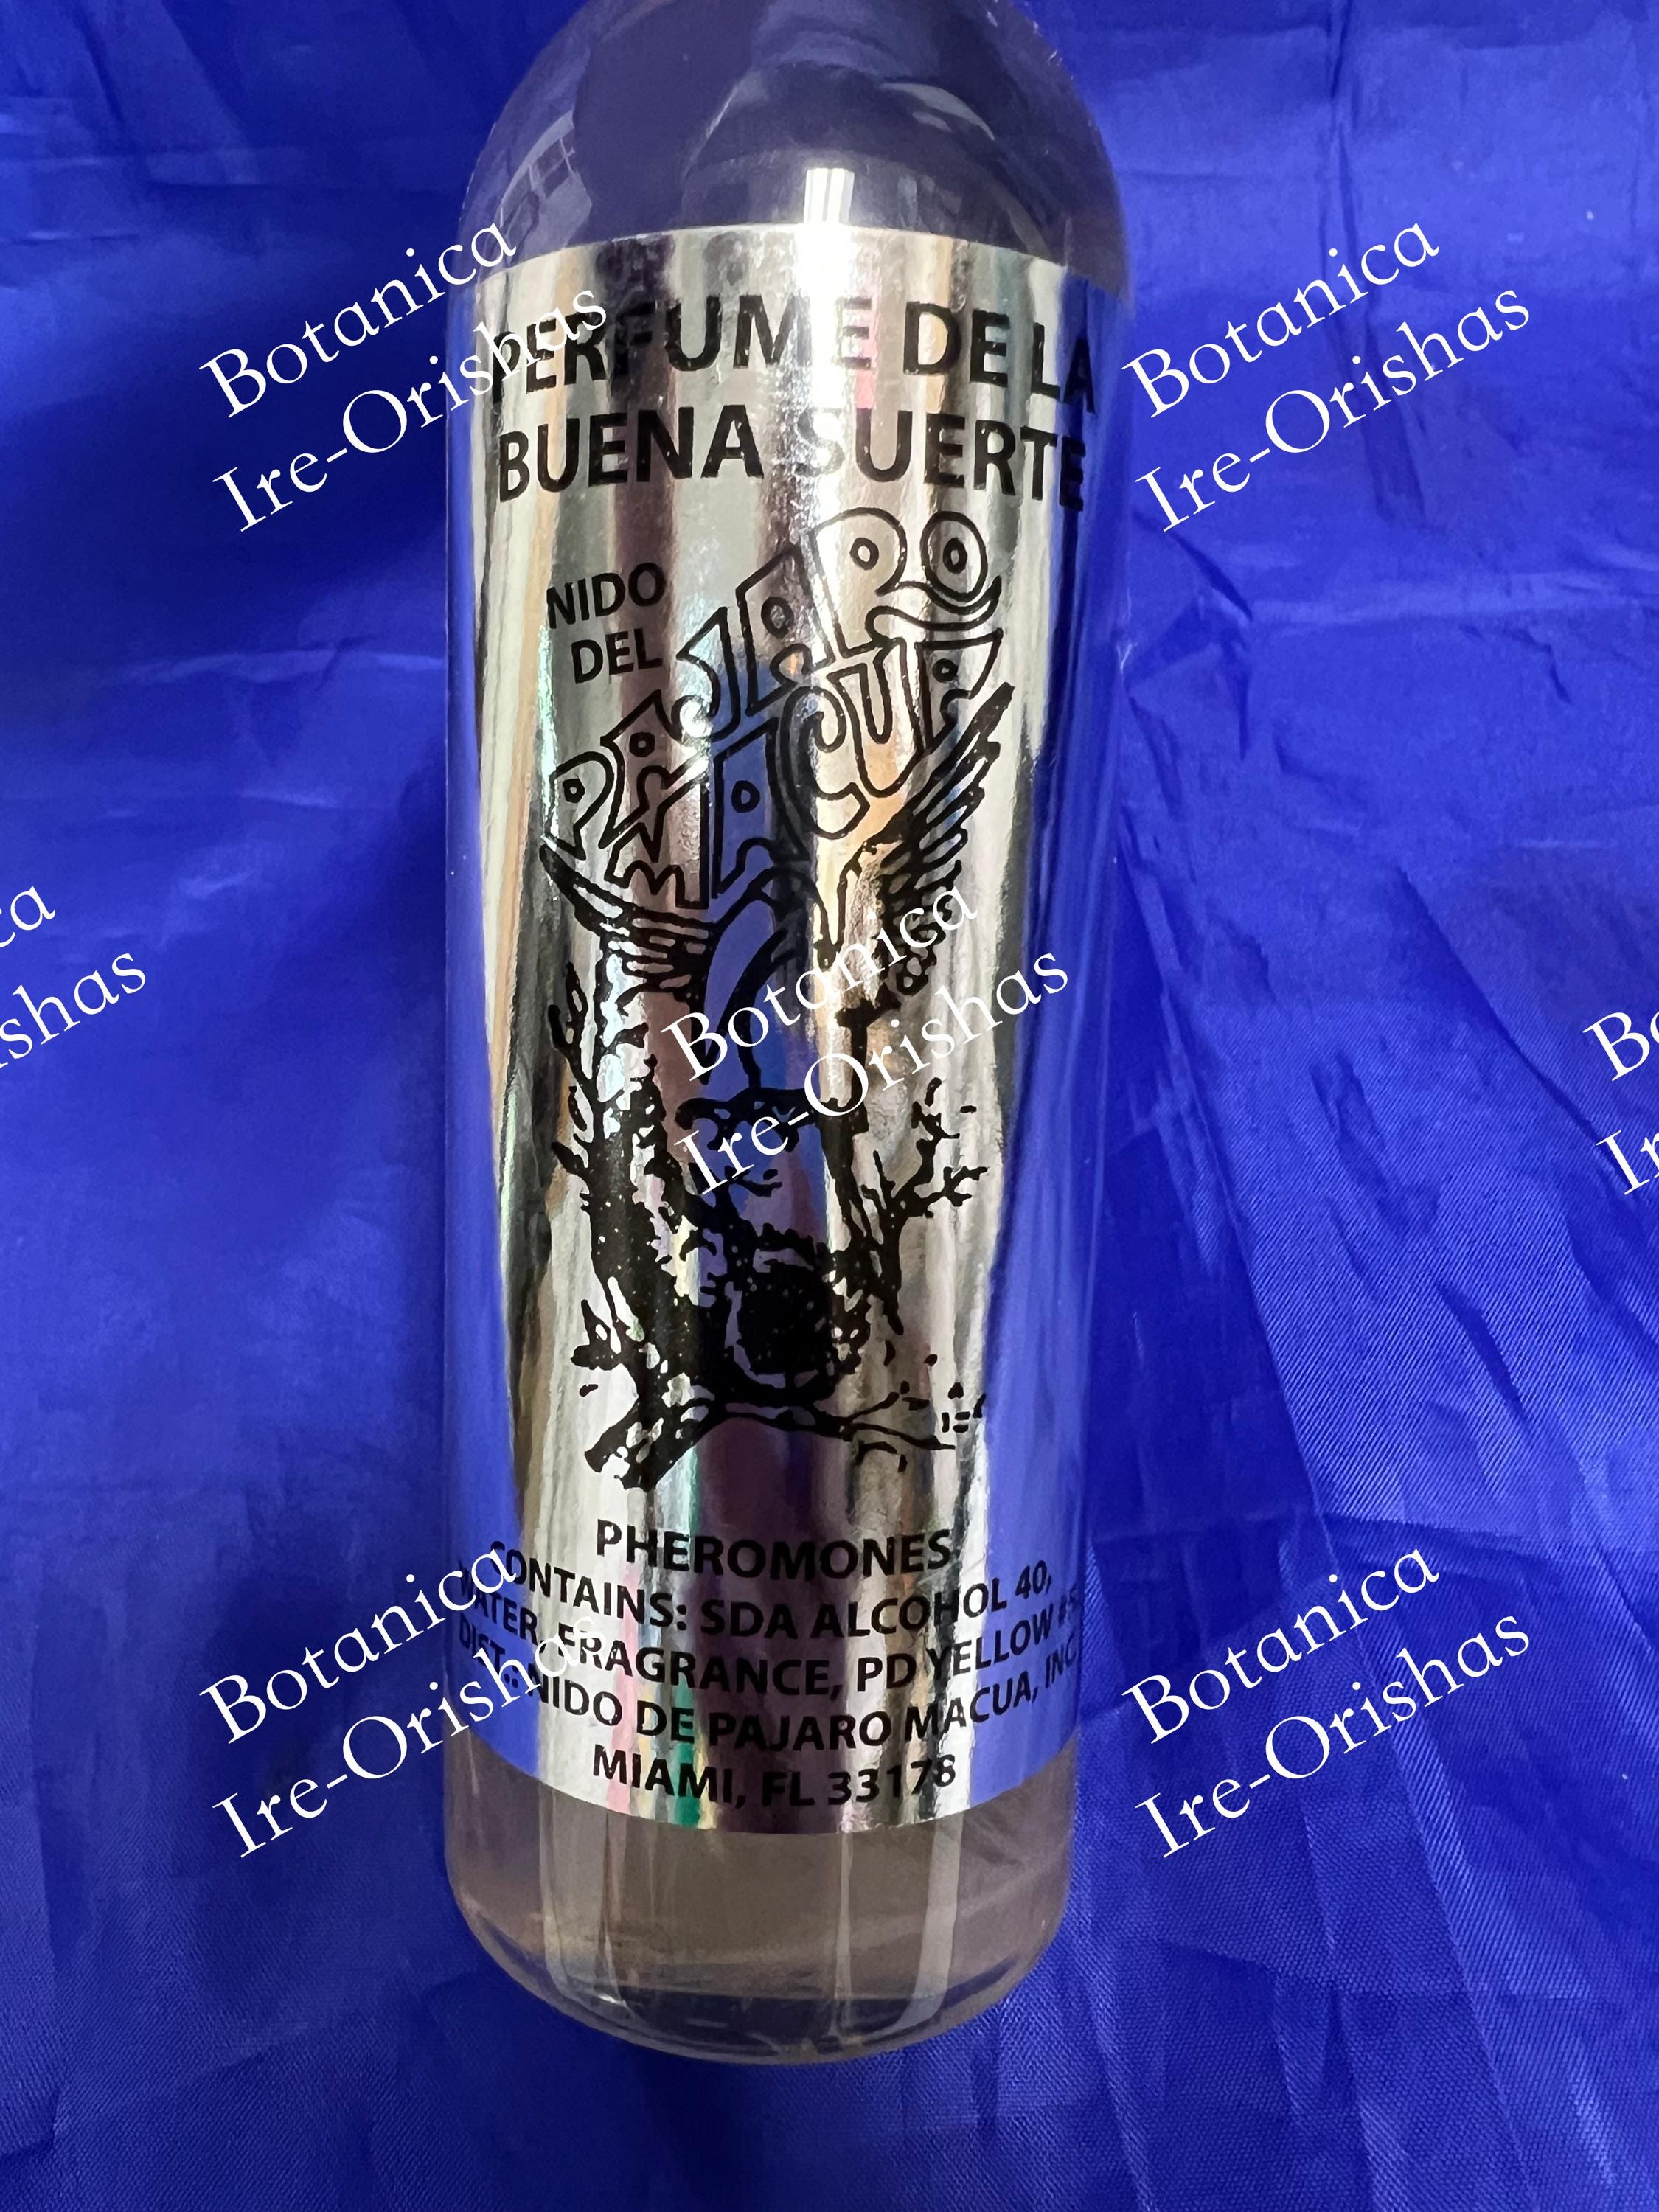 PERFUME DE LA
BUENA SUERTE
NIDO
DEL
PAJARO
MACUA
PHEROMONES
CONTAINS: SDA ALCOHOL 40,
WATER, FRAGRANCE, PD YELLOW
DIST.: NIDO DE PAJARO MACUA, INC
MIAMI, FL 33178
Botanica
Ire-Orishas
Botanica
Ire-Orishas
Botanica
Ire-Orishas
Botanica
Ire-Orishas
Botanica
Ire-Orishas